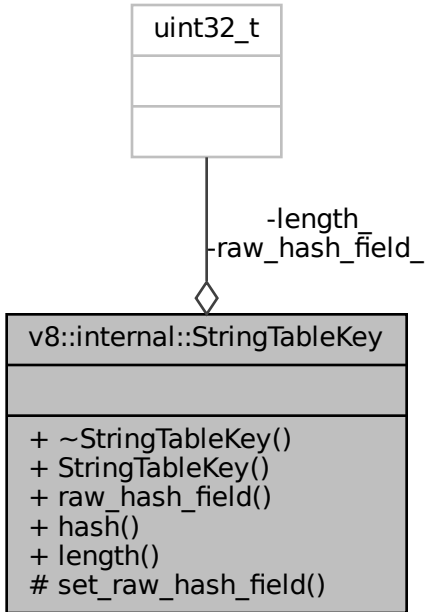 uint32_t
-length_
-raw_hash_field_
v8::internal::StringTableKey
+ ~StringTableKey()
+ StringTableKey()
+ raw_hash_field()
+ hash()
+ length()
# set_raw_hash_field()